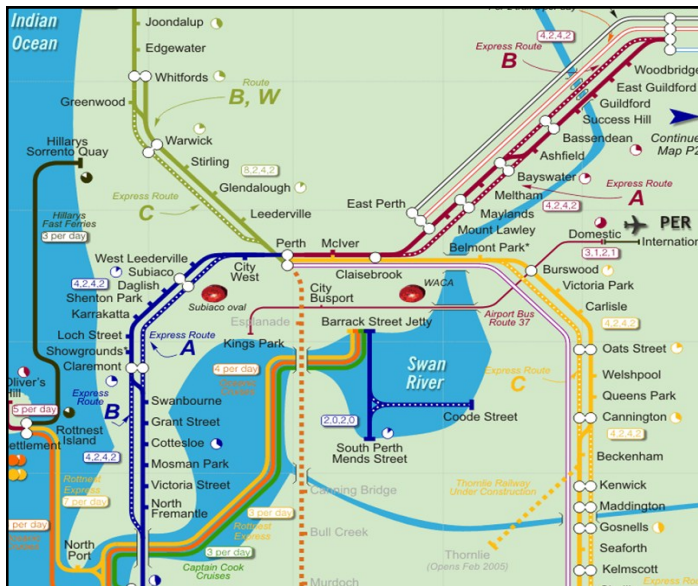 Indian
Ocean
Joondalup
Edgewater
Whitfords
Greenwood
Route
B, W
Warwick
Stirling
8,2,4,2
Glendalough
Express Route
C
Leederville
Hillarys
Sorrento Quay
Hillarys
Fast Ferries
3 per day
4,2,4,2
Express Route
B
Woodbridge
East Guildford
Guildford
Success Hill
Bassendean
Continue
Map P2
Ashfield
Bayswater
Express Route
A
Meltham
4,2,4,2
Maylands
East Perth
Mount Lawley
Belmont Park*
Domestic
PER
Internation
3,1,2,1
West Leederville
Subiaco
Daglish
4,2,4,2
Shenton Park
Karrakatta
City
West
Perth
McIver
Claisebrook
Burswood
Victoria Park
Carlisle
Subiaco oval
City
Busport
WACA
Airport Bus
Route 37
4,2,4,2
Loch Street
Express Route
A
Showgrounds*
Claremont
Esplanade
Kings Park
Barrack Street Jetty
Oats Street
Express Route
C
Welshpool
Queens Park
Cannington
4,2,4,2
Oliver's
Hill
5 per day
Rottnest
Island
ettlement
Express
Route
B
4 per day
Swan
River
Swanbourne
Grant Street
Cottesloe
4,2,4,2
Mosman Park
Victoria Street
North
Fremantle
2,0,2,0
Coode Street
South Perth
Mends Street
Beckenham
Thornlie Railway
Under Construction
Kenwick
Maddington
Gosnells
Seaforth
Kelmscott
Express Ro
Thornlie
(Opens Feb 2005)
Canning Bridge
Bull Creek
Murdoch
Rottnest
Express
7 per day
per day
per day
North
Port
3 per day
Rottnest
Express
3 per day
Captain Cook
Cruises